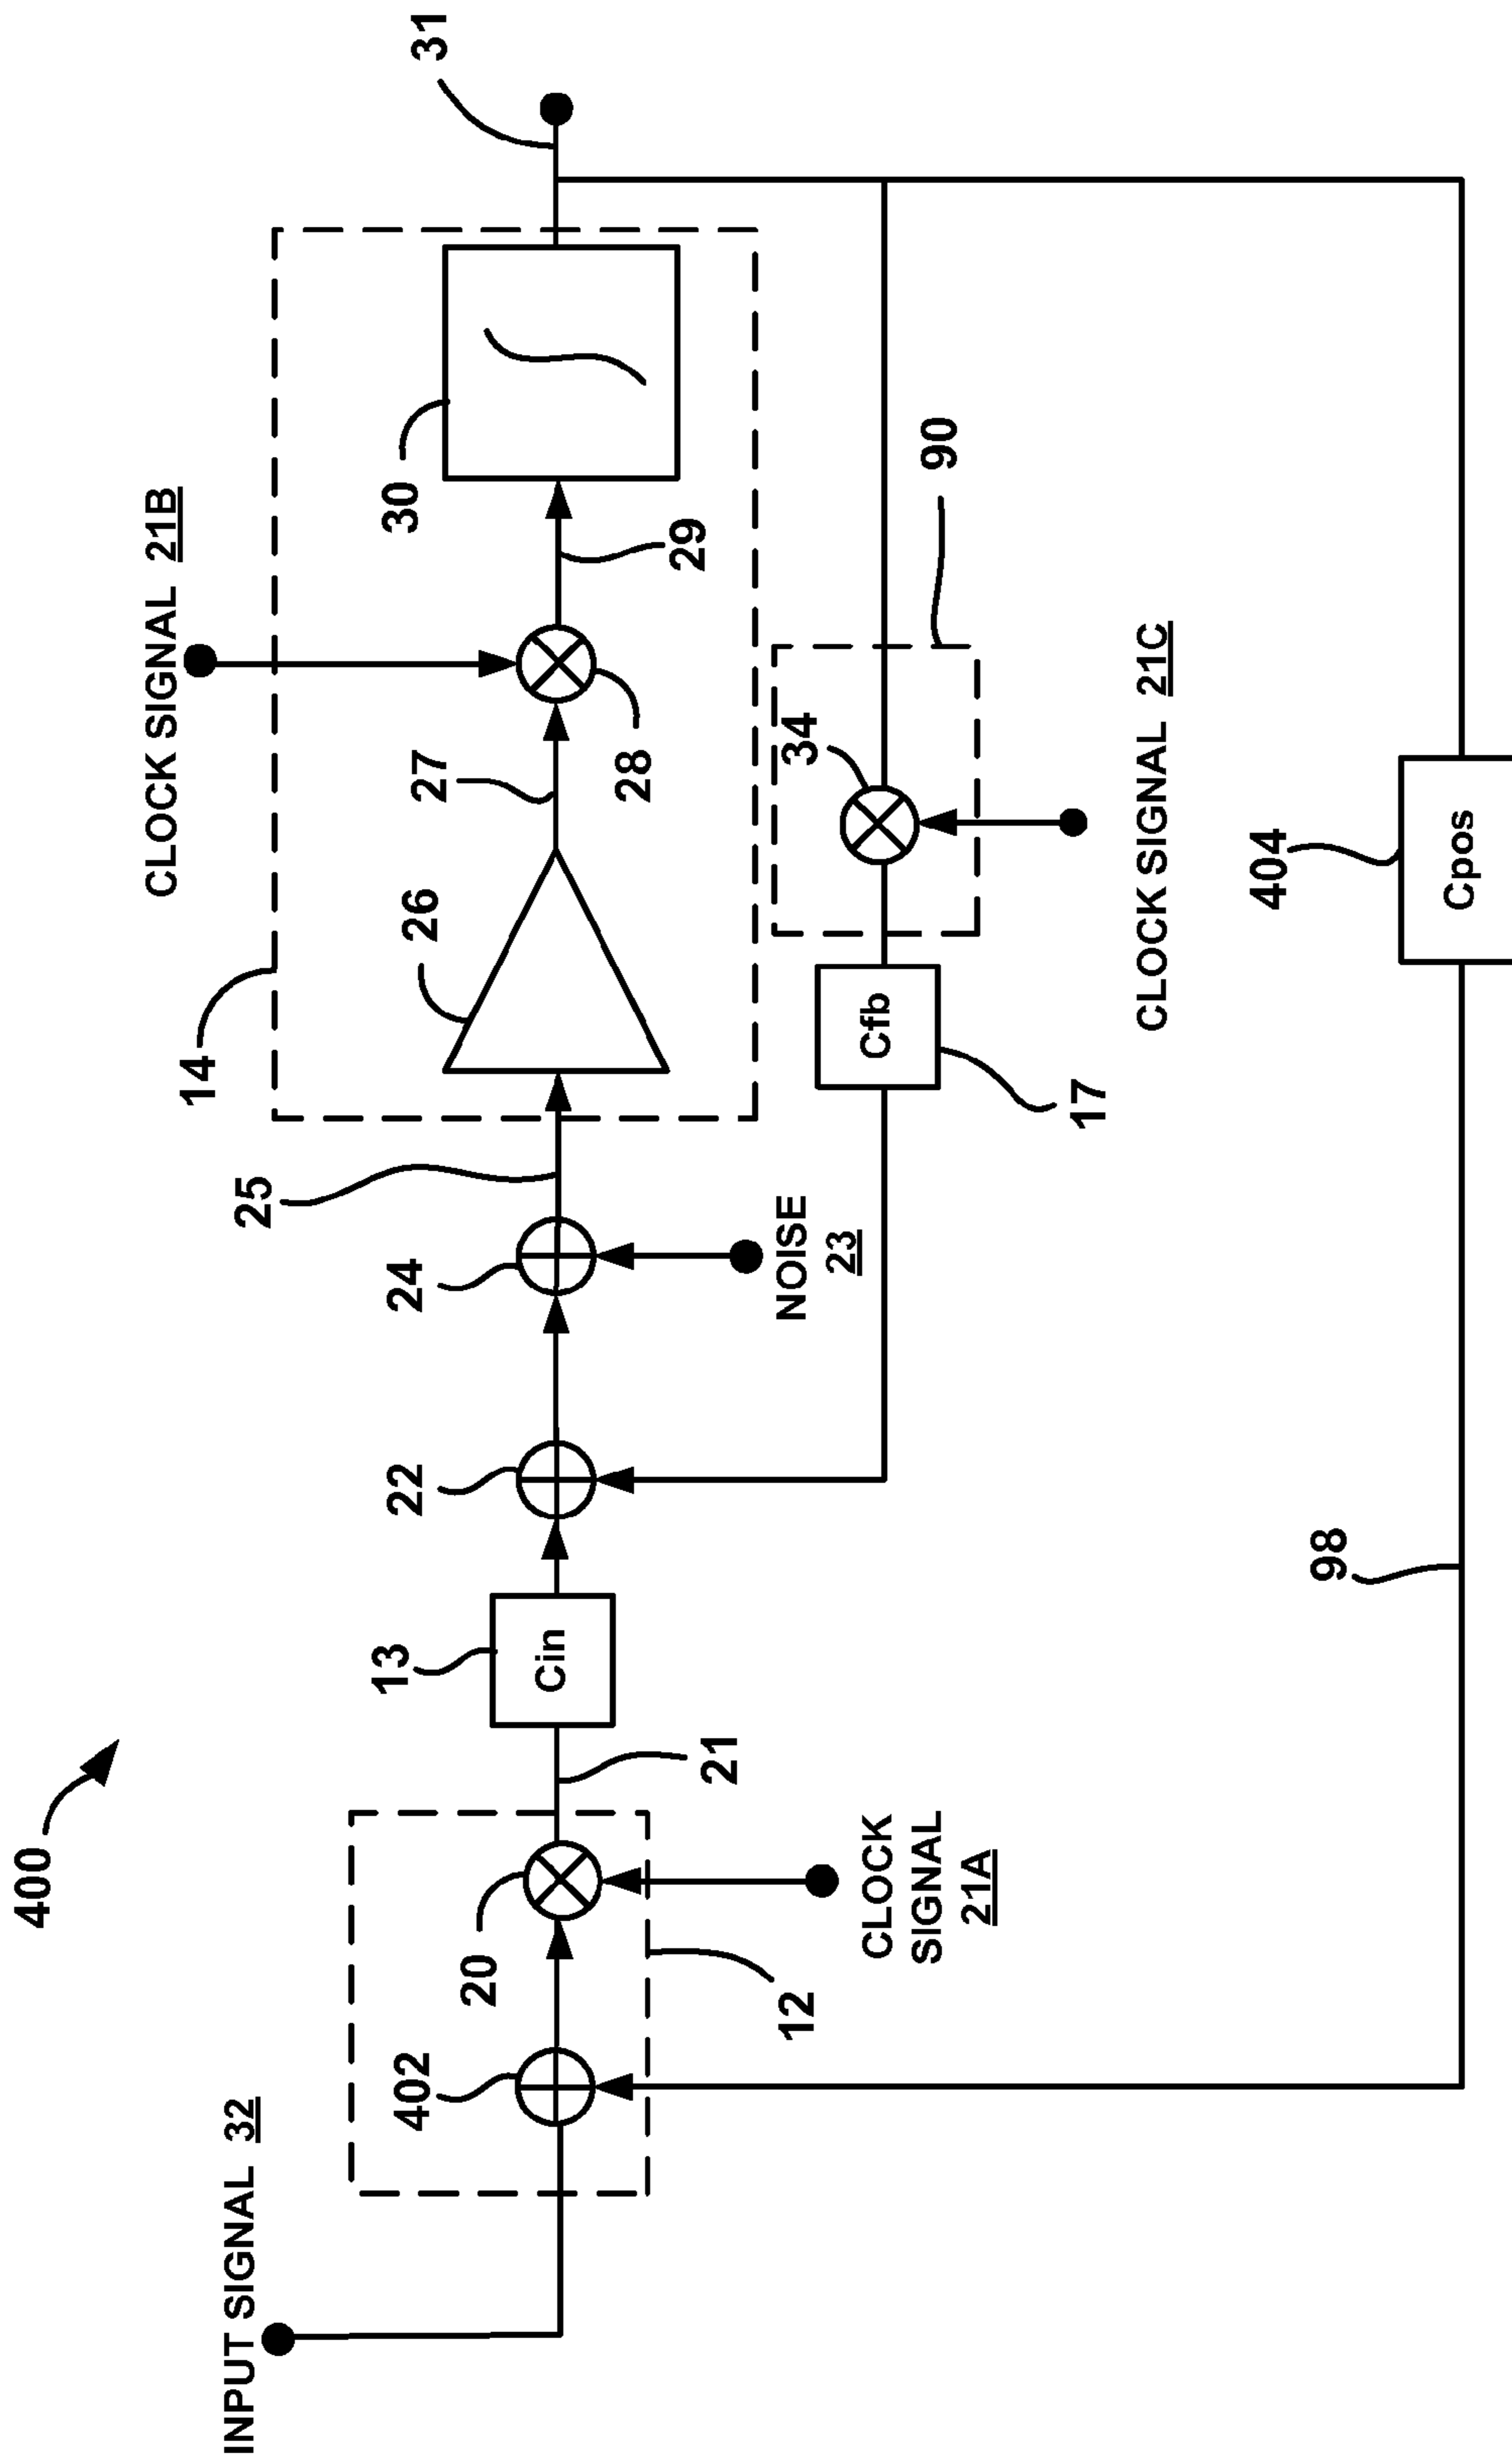 400
INPUT SIGNAL 32
402
20
12
CLOCK
SIGNAL
21A
21
13
Cin
22
24
NOISE
23
25
14
26
27
CLOCK SIGNAL 21B
28
29
30
31
Cfb
17
34
90
CLOCK SIGNAL 21C
98
404
Cpos